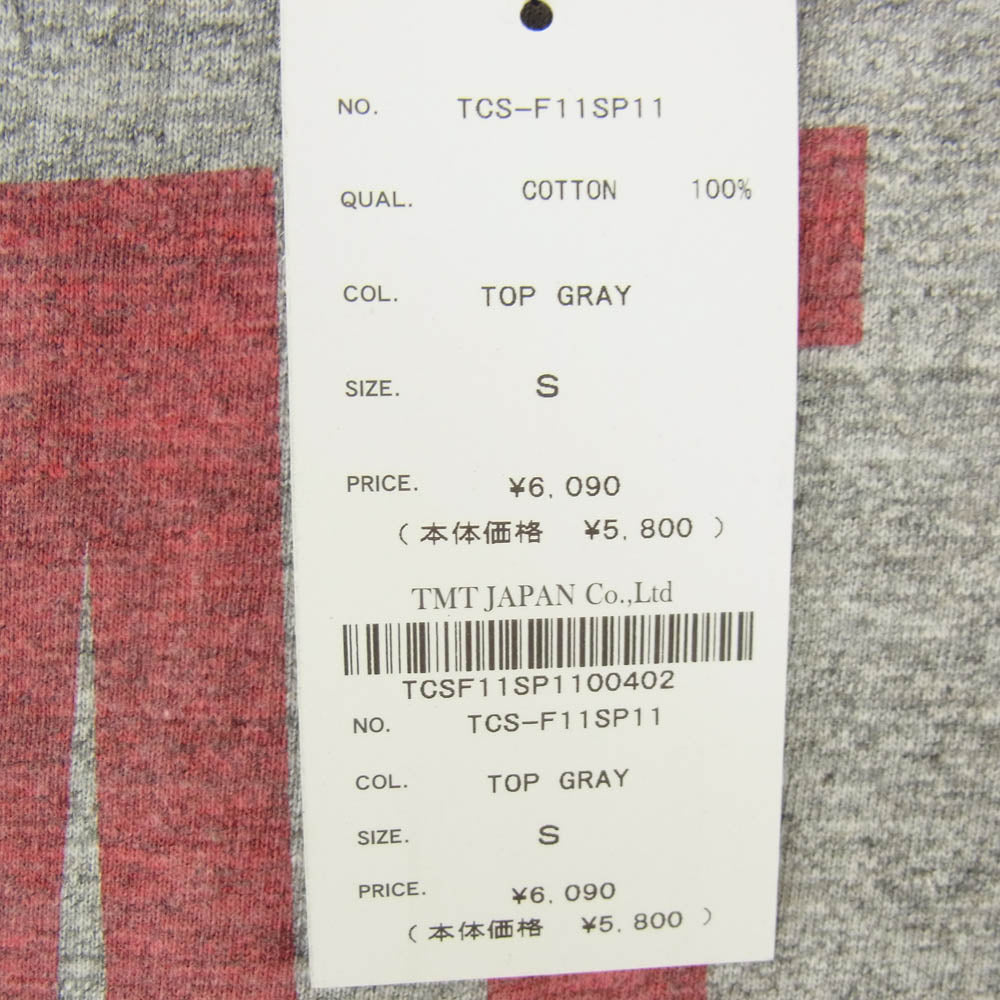 NO. TCS-F11SP11
QUAL. COTTON 100%
COL. TOP GRAY
SIZE. S
PRICE. ¥6,090
(本体価格 ¥5,800)
TMT JAPAN Co.,Ltd
TCSF11SP1100402
NO. TCS-F11SP11
COL. TOP GRAY
SIZE. S
PRICE. ¥6,090
(本体価格 ¥5,800)